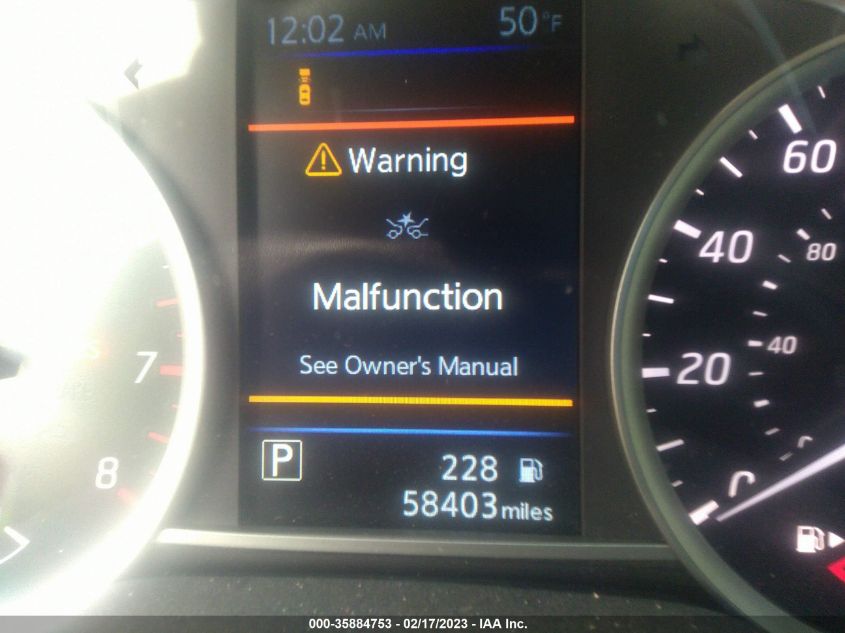 12:02 AM 50°F
Warning
Malfunction
See Owner's Manual
P 228
58403 miles
7
8
60
40
20
80
40
000-35884753 - 02/17/2023 - IAA Inc.